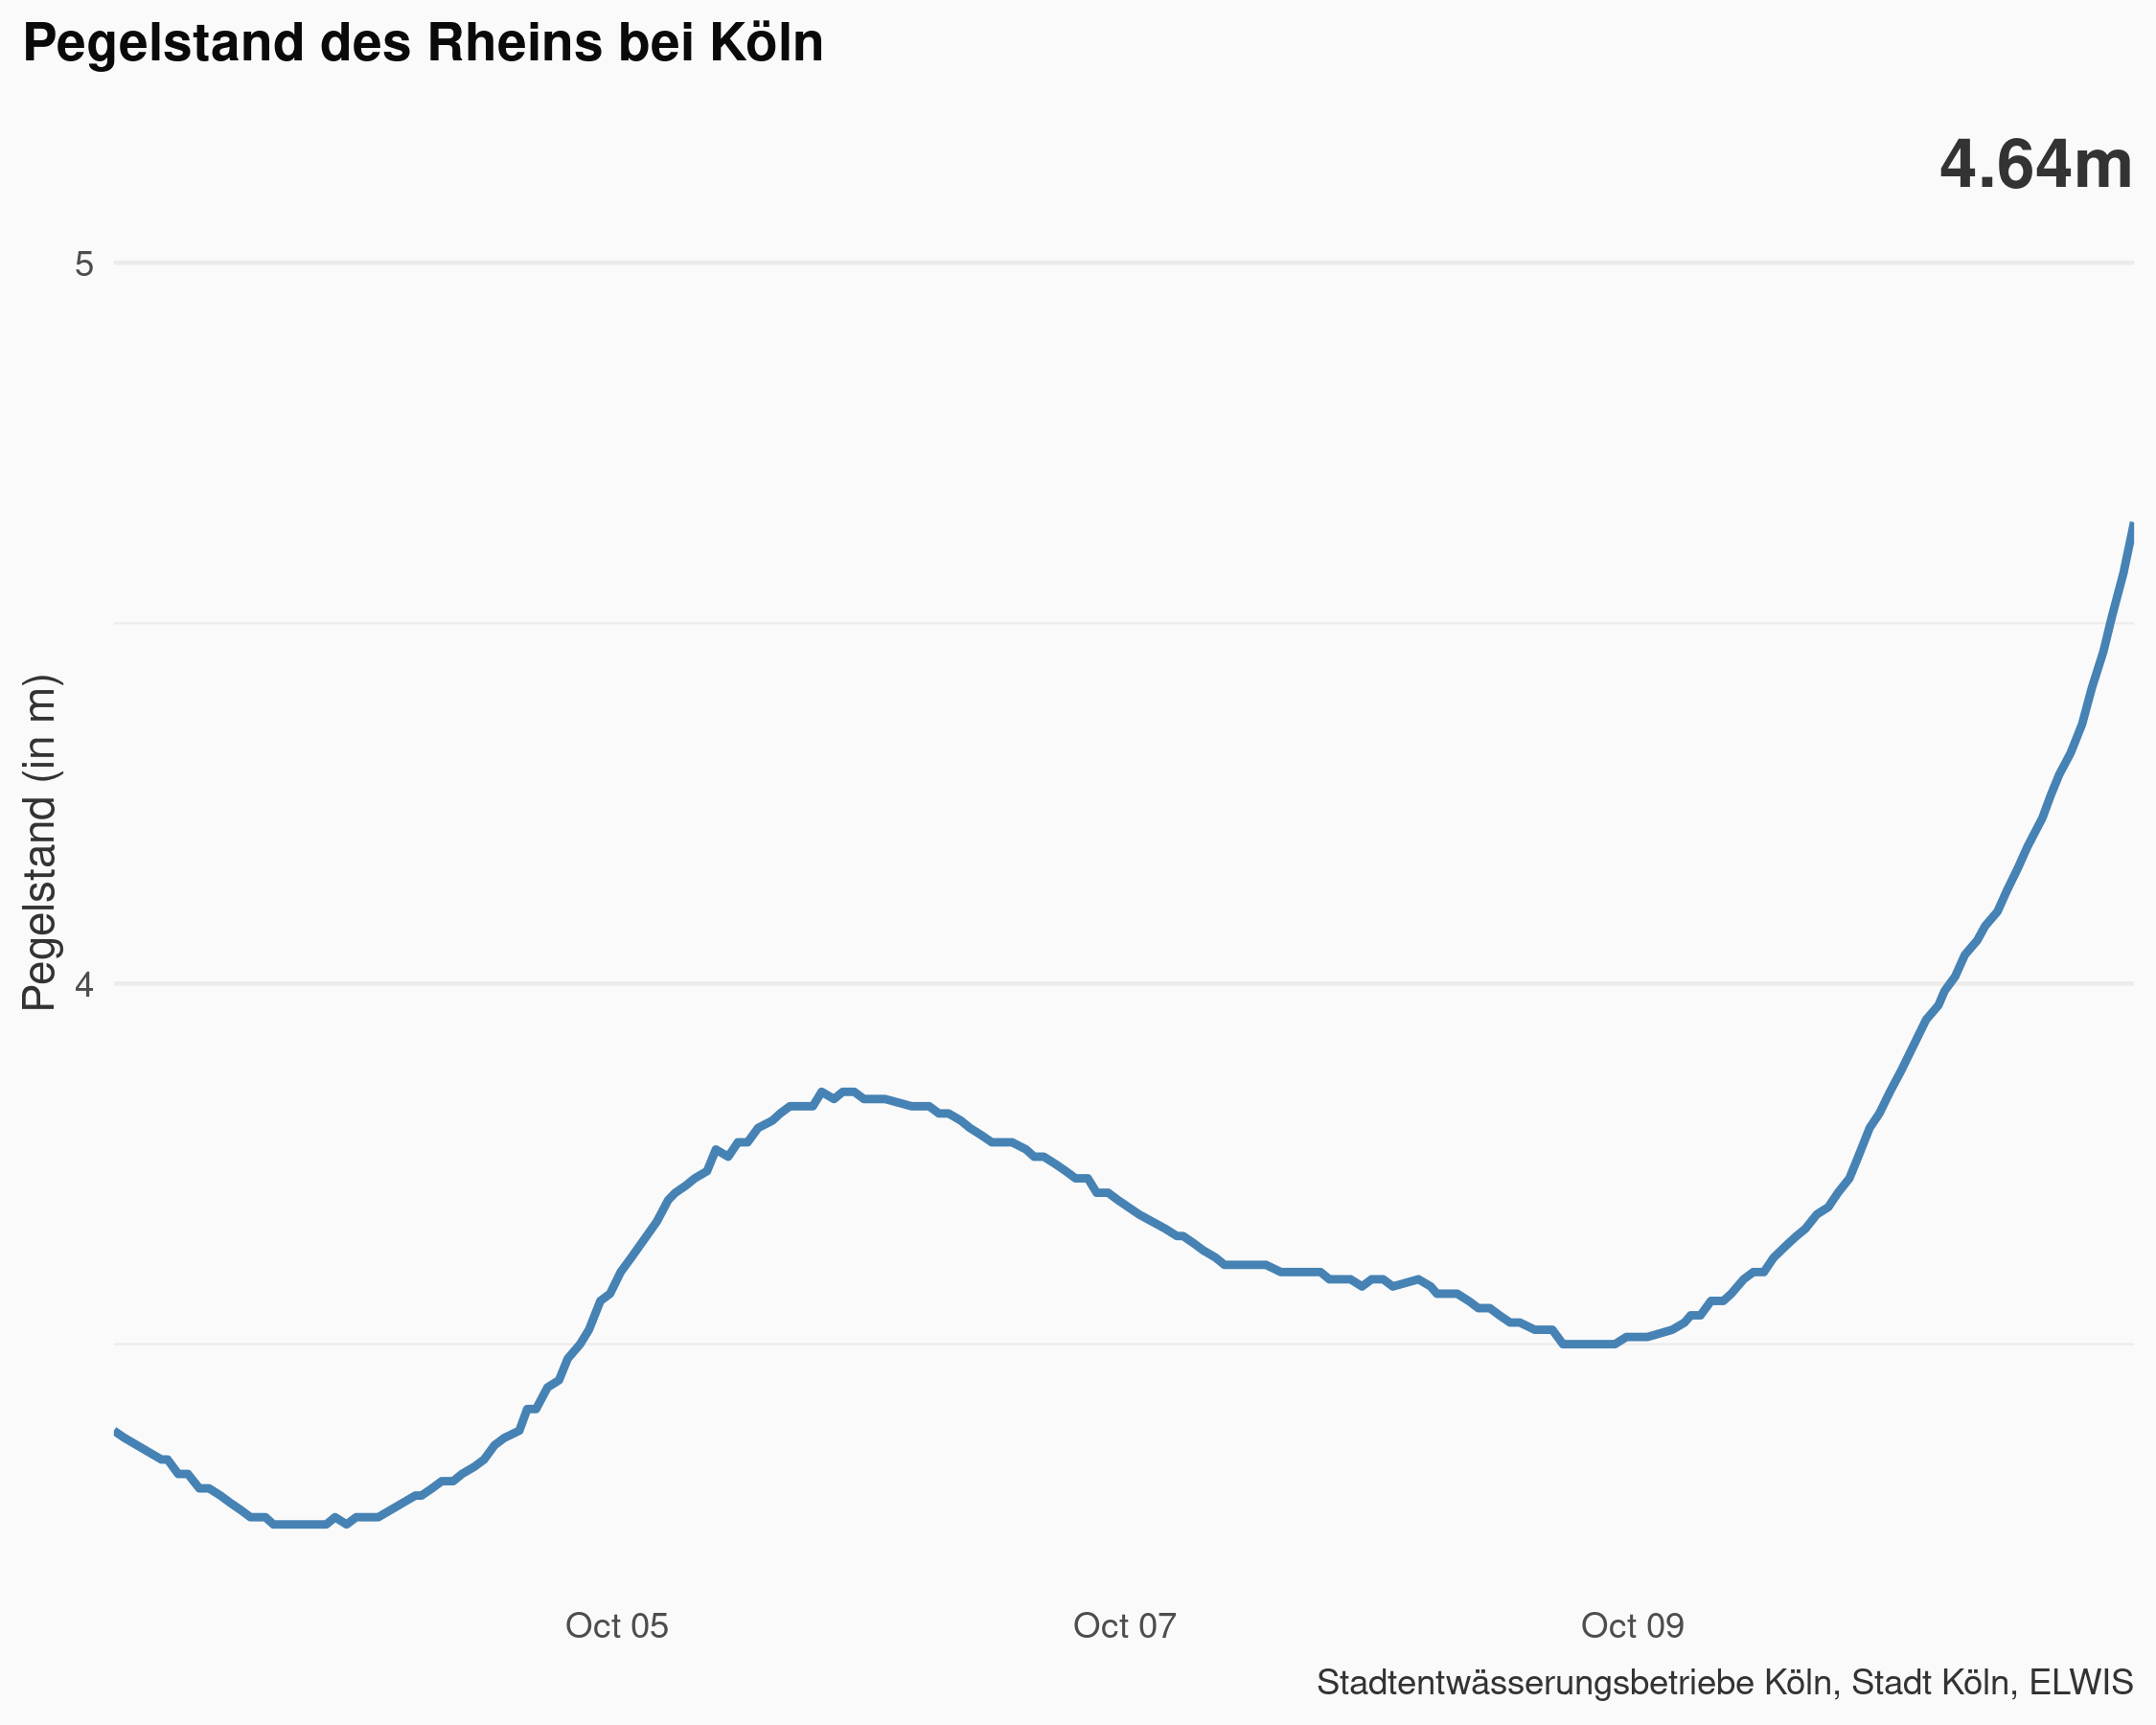 Pegelstand des Rheins bei Köln
4.64m
5
4
Pegelstand (in m)
Oct 05
Oct 07
Oct 09
Stadtentwässerungsbetriebe Köln, Stadt Köln, ELWIS